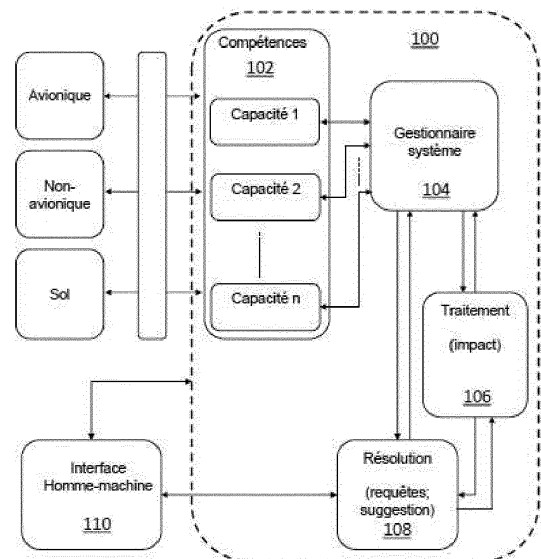 Compétences
102
100
Avionique
Capacité 1
Gestionnaire
système
104
Non-
avionique
Capacité 2
Sol
Capacité n
Traitement
(impact)
106
Interface
Homme-machine
110
Résolution
(requêtes;
suggestion)
108